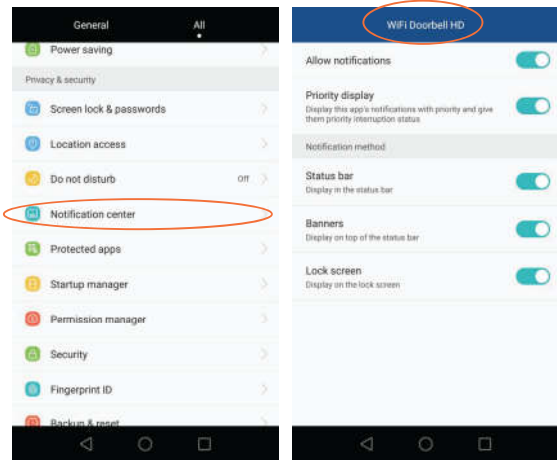 General All
Power saving
Privacy & security
Screen lock & passwords
Location access
Do not disturb Off
Notification center
Protected apps
Startup manager
Permission manager
Security
Fingerprint ID
Backup & reset
WiFi Doorbell HD
Allow notifications
Priority display
Display this app's notifications with priority and give
them priority interruption status
Notification method
Status bar
Display in the status bar
Banners
Display on top of the status bar
Lock screen
Display on the lock screen